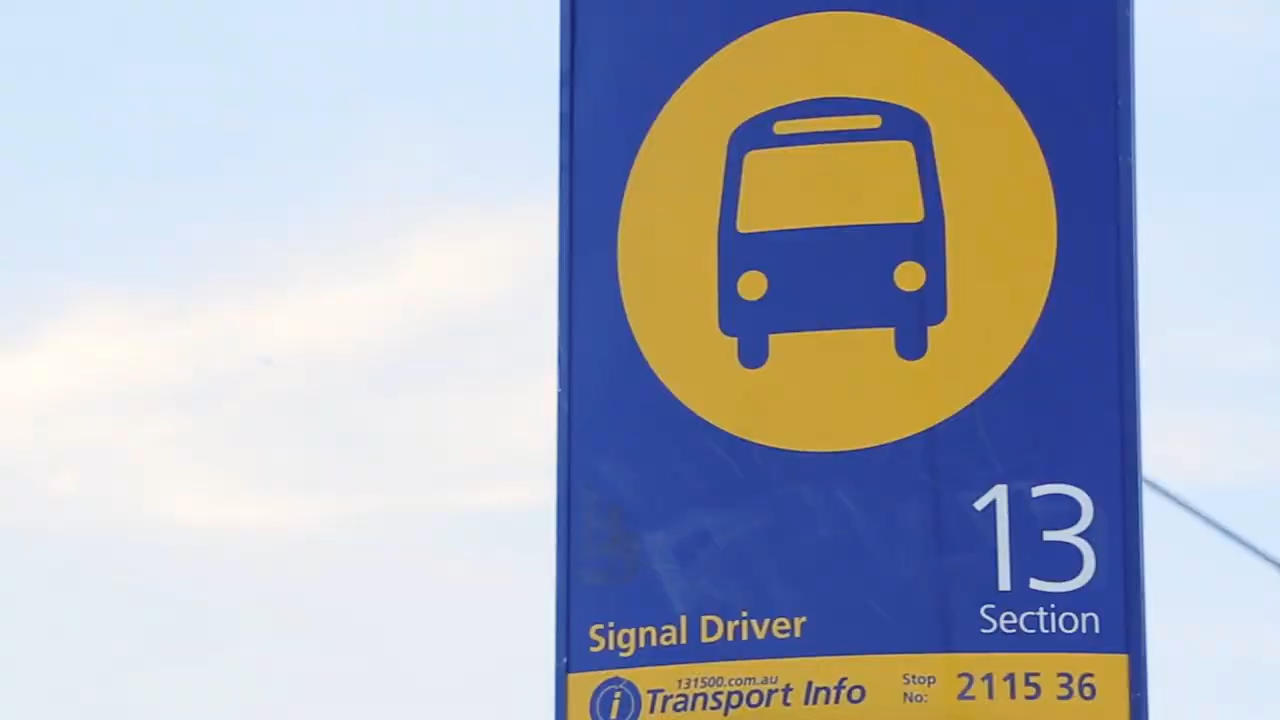 13
Section
Signal Driver
131500.com.au
i Transport Info
Stop No: 2115 36